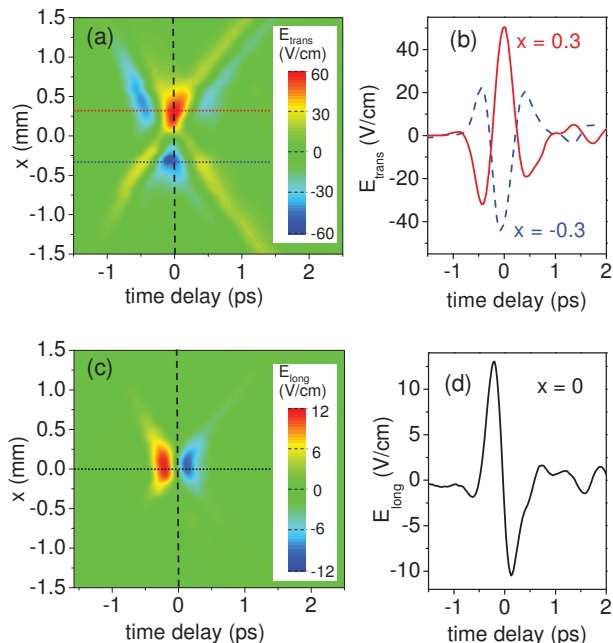 (a)
E_trans
(V/cm)
60
30
0
-30
-60
1.5
1.0
0.5
0.0
-0.5
-1.0
-1.5
x (mm)
-1 0 1 2
time delay (ps)
(b)
x = 0.3
x = -0.3
40
20
0
-20
-40
E_trans (V/cm)
-1 0 1 2
time delay (ps)
(c)
E_long
(V/cm)
12
6
0
-6
-12
1.5
1.0
0.5
0.0
-0.5
-1.0
-1.5
x (mm)
-1 0 1 2
time delay (ps)
(d)
x = 0
10
5
0
-5
-10
E_long (V/cm)
-1 0 1 2
time delay (ps)